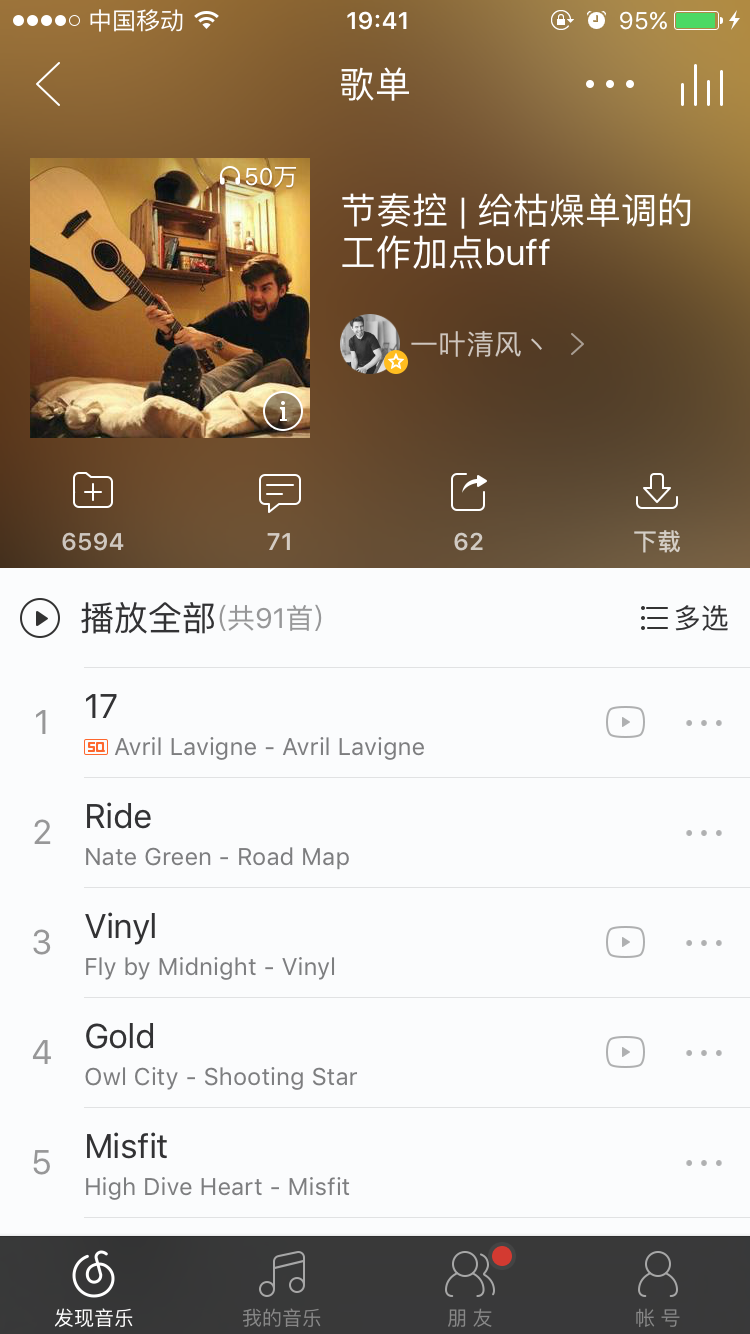 中国移动 19:41 95%
歌单
50万
节奏控 | 给枯燥单调的
工作加点buff
一叶清风丶
6594 71 62 下载
播放全部(共91首) 多选
1 17
SQ Avril Lavigne - Avril Lavigne
2 Ride
Nate Green - Road Map
3 Vinyl
Fly by Midnight - Vinyl
4 Gold
Owl City - Shooting Star
5 Misfit
High Dive Heart - Misfit
发现音乐 我的音乐 朋友 帐号